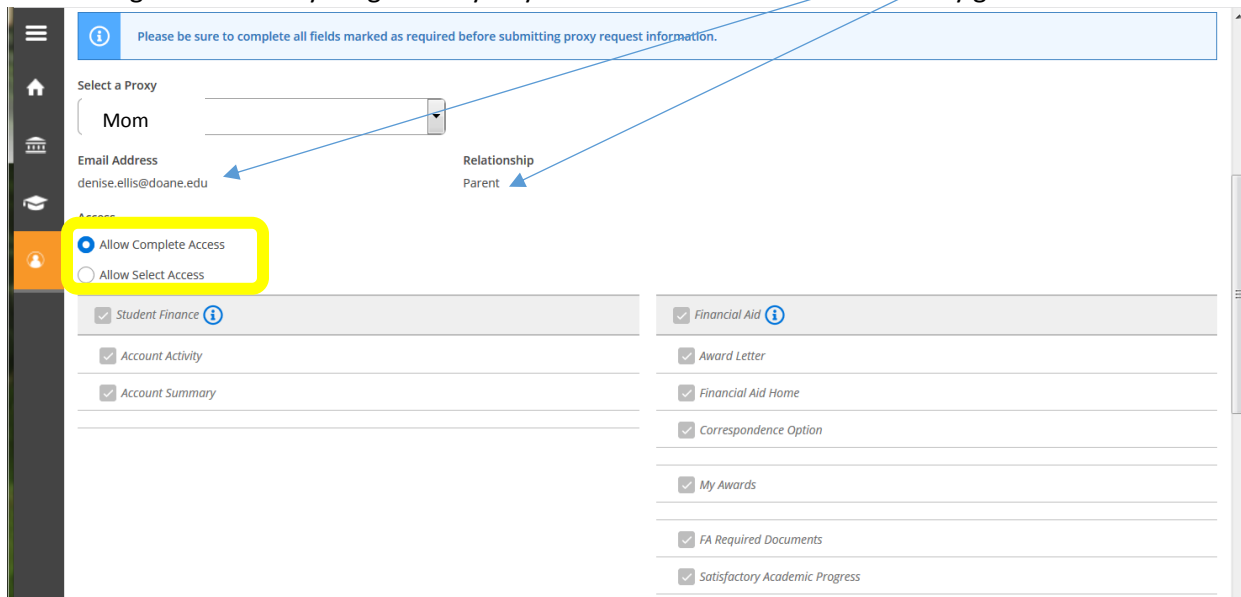 Please be sure to complete all fields marked as required before submitting proxy request information.
Select a Proxy
Mom
Email Address
Relationship
denise.ellis@doane.edu
Parent
Access
Allow Complete Access
Allow Select Access
Student Finance
Account Activity
Account Summary
Financial Aid
Award Letter
Financial Aid Home
Correspondence Option
My Awards
FA Required Documents
Satisfactory Academic Progress